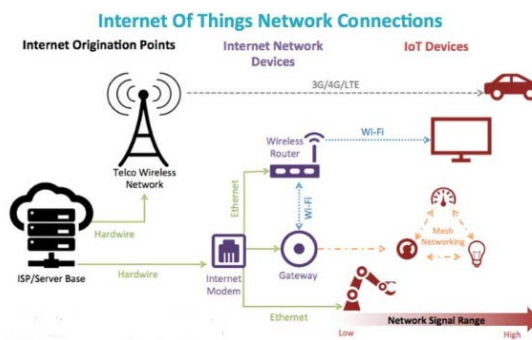 Internet Of Things Network Connections
Internet Origination Points
Internet Network
Devices
IoT Devices
3G/4G/LTE
Wireless
Router
Wi-Fi
Telco Wireless
Network
Ethernet
Wi-Fi
Hardwire
Mesh
Networking
ISP/Server Base
Hardwire
Internet
Modem
Gateway
Ethernet
Network Signal Range
Low
High